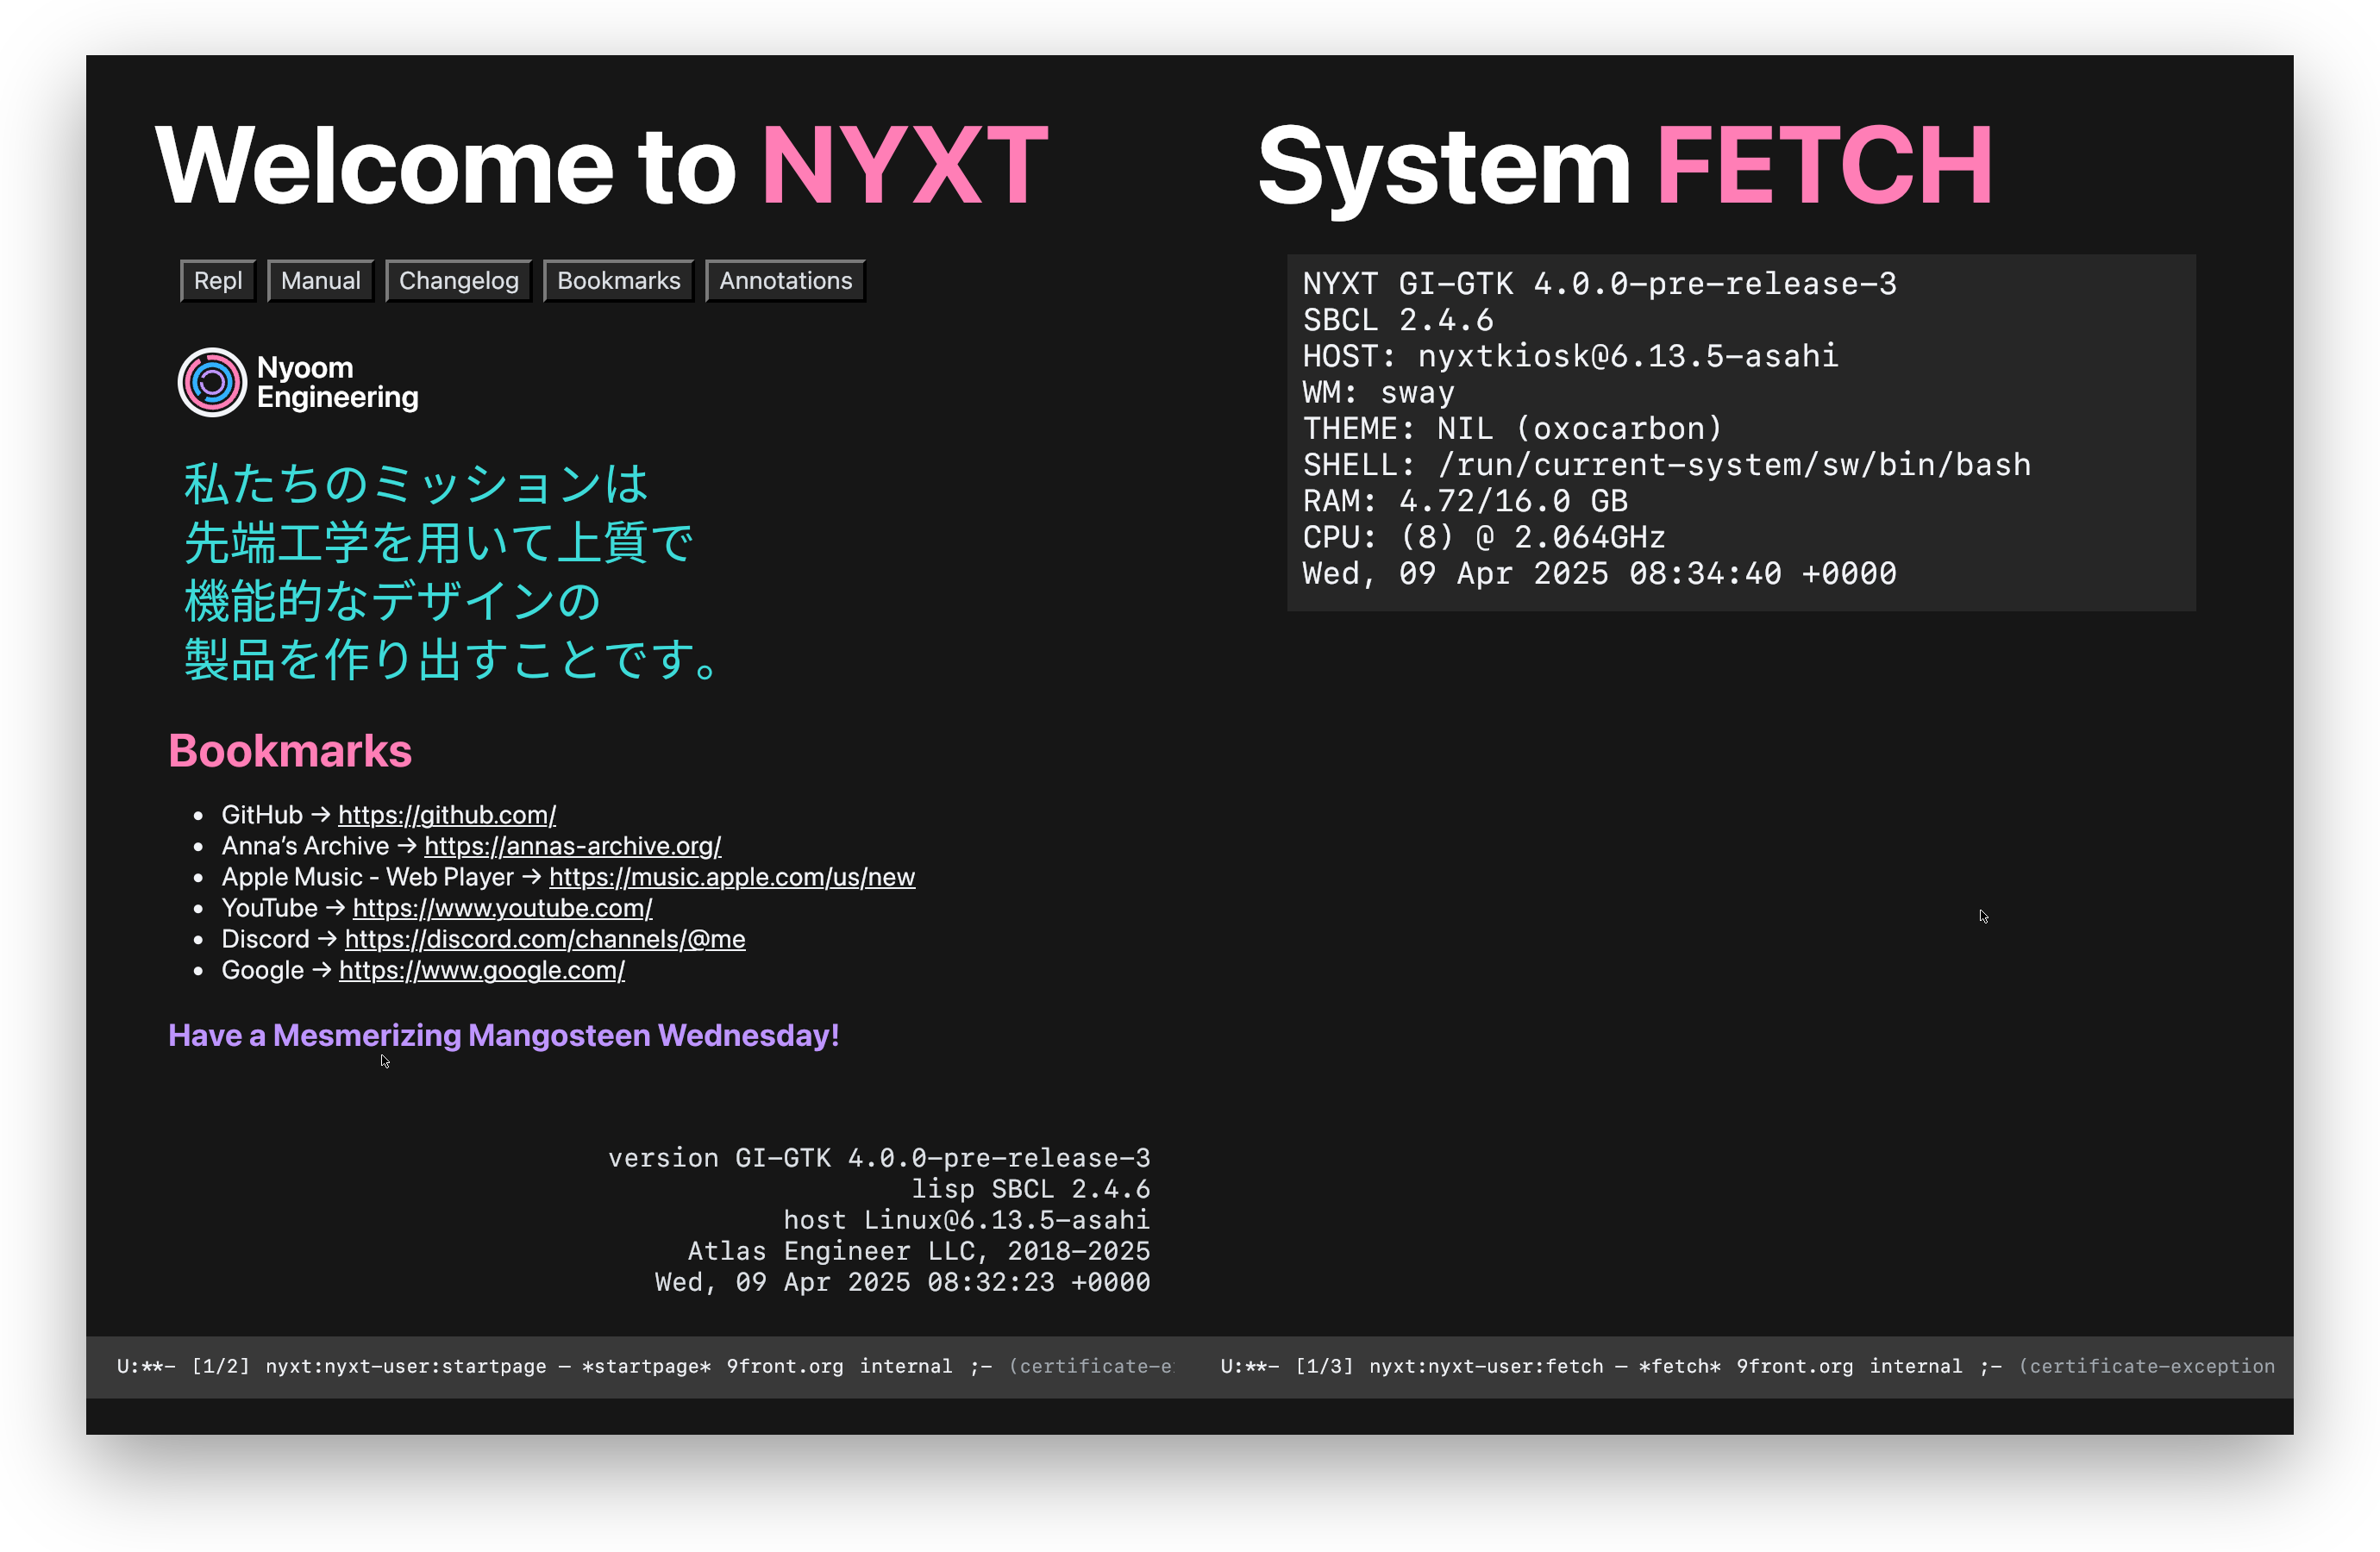 Welcome to NYXT
Repl
Manual
Changelog
Bookmarks
Annotations
Nyoom
Engineering
私たちのミッションは
先端工学を用いて上質で
機能的なデザインの
製品を作り出すことです。
Bookmarks
• GitHub → https://github.com/
• Anna’s Archive → https://annas-archive.org/
• Apple Music - Web Player → https://music.apple.com/us/new
• YouTube → https://www.youtube.com/
• Discord → https://discord.com/channels/@me
• Google → https://www.google.com/
Have a Mesmerizing Mangosteen Wednesday!
version GI-GTK 4.0.0-pre-release-3
lisp SBCL 2.4.6
host Linux@6.13.5-asahi
Atlas Engineer LLC, 2018-2025
Wed, 09 Apr 2025 08:32:23 +0000
U:**- [1/2] nyxt:nyxt-user:startpage — *startpage* 9front.org internal ;- (certificate-e
System FETCH
NYXT GI-GTK 4.0.0-pre-release-3
SBCL 2.4.6
HOST: nyxtkiosk@6.13.5-asahi
WM: sway
THEME: NIL (oxocarbon)
SHELL: /run/current-system/sw/bin/bash
RAM: 4.72/16.0 GB
CPU: (8) @ 2.064GHz
Wed, 09 Apr 2025 08:34:40 +0000
U:**- [1/3] nyxt:nyxt-user:fetch — *fetch* 9front.org internal ;- (certificate-exception